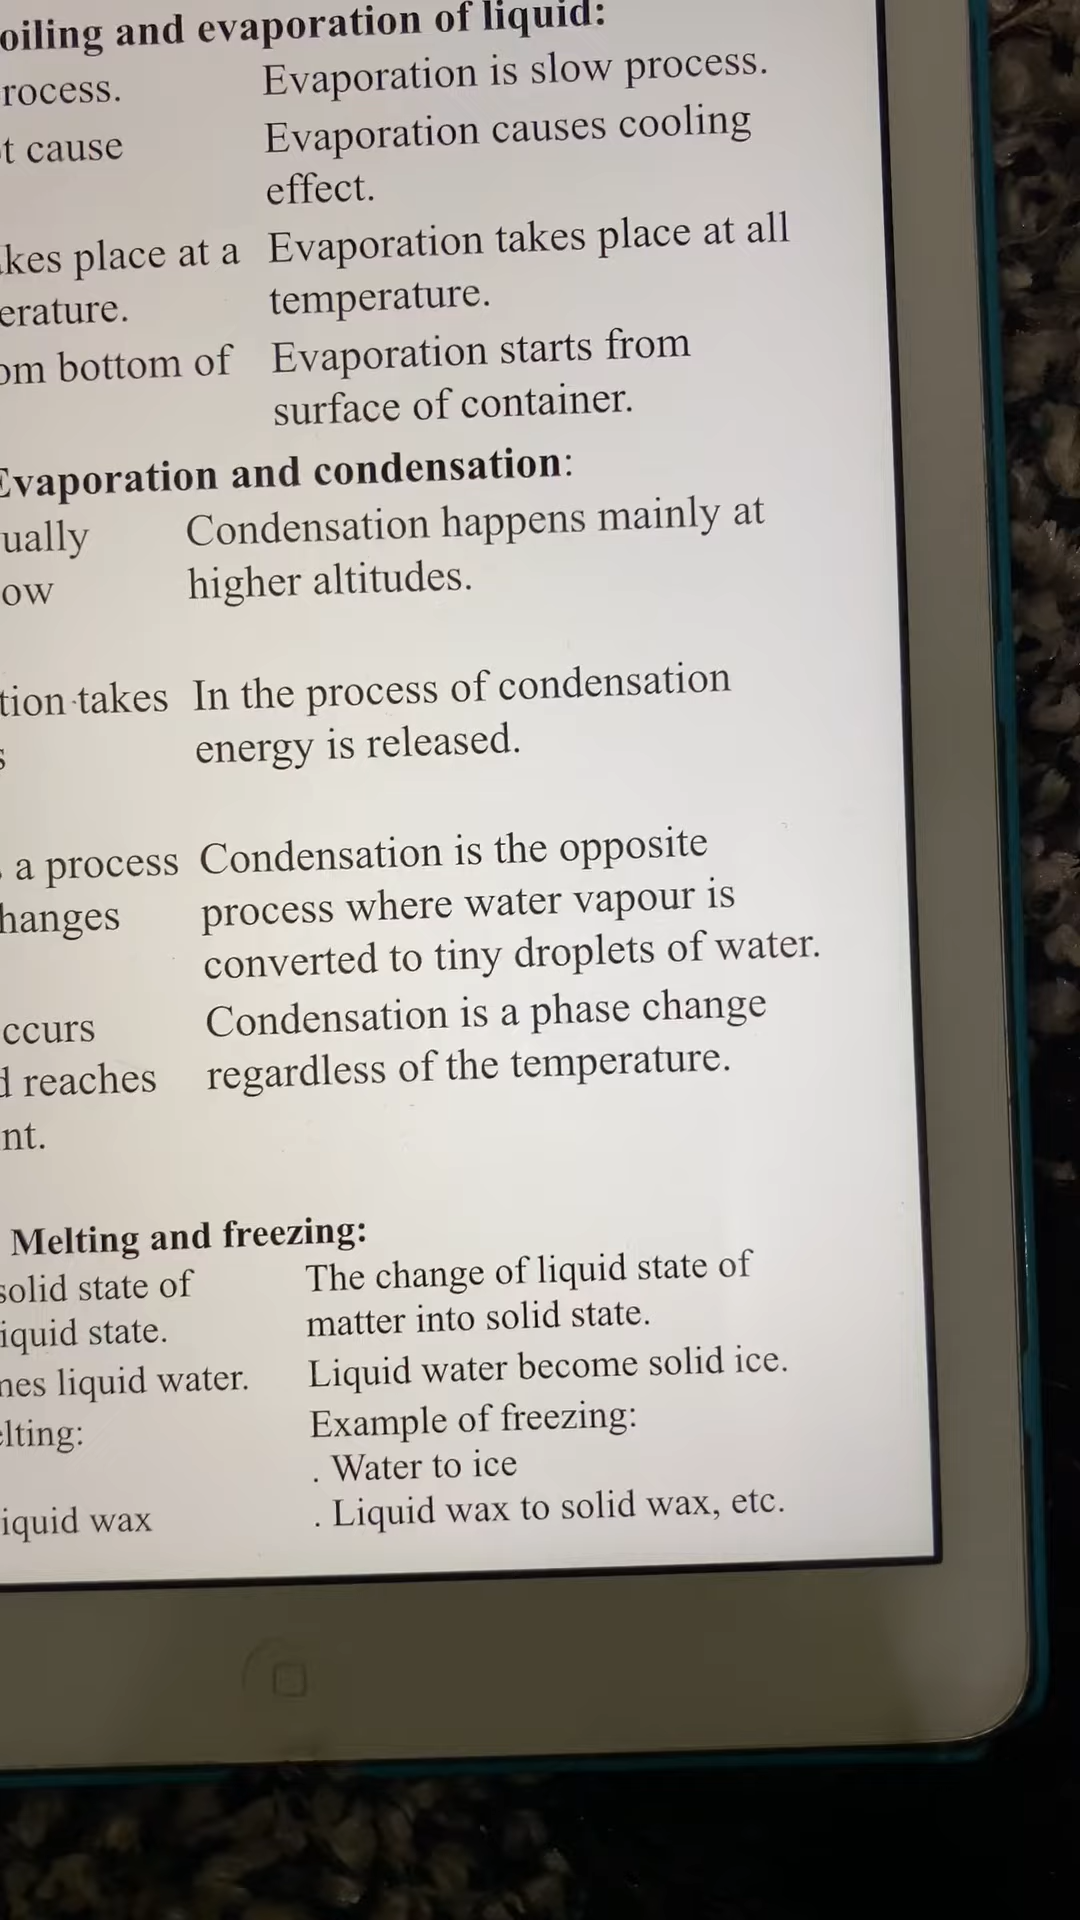 oiling and evaporation of liquid:
rocess. Evaporation is slow process.
t cause Evaporation causes cooling
effect.
kes place at a Evaporation takes place at all
erature. temperature.
om bottom of Evaporation starts from
surface of container.
Evaporation and condensation:
ually Condensation happens mainly at
ow higher altitudes.
tion takes In the process of condensation
s energy is released.
a process Condensation is the opposite
hanges process where water vapour is
converted to tiny droplets of water.
ccurs Condensation is a phase change
d reaches regardless of the temperature.
nt.
Melting and freezing:
solid state of The change of liquid state of
iquid state. matter into solid state.
nes liquid water. Liquid water become solid ice.
elting: Example of freezing:
. Water to ice
iquid wax . Liquid wax to solid wax, etc.